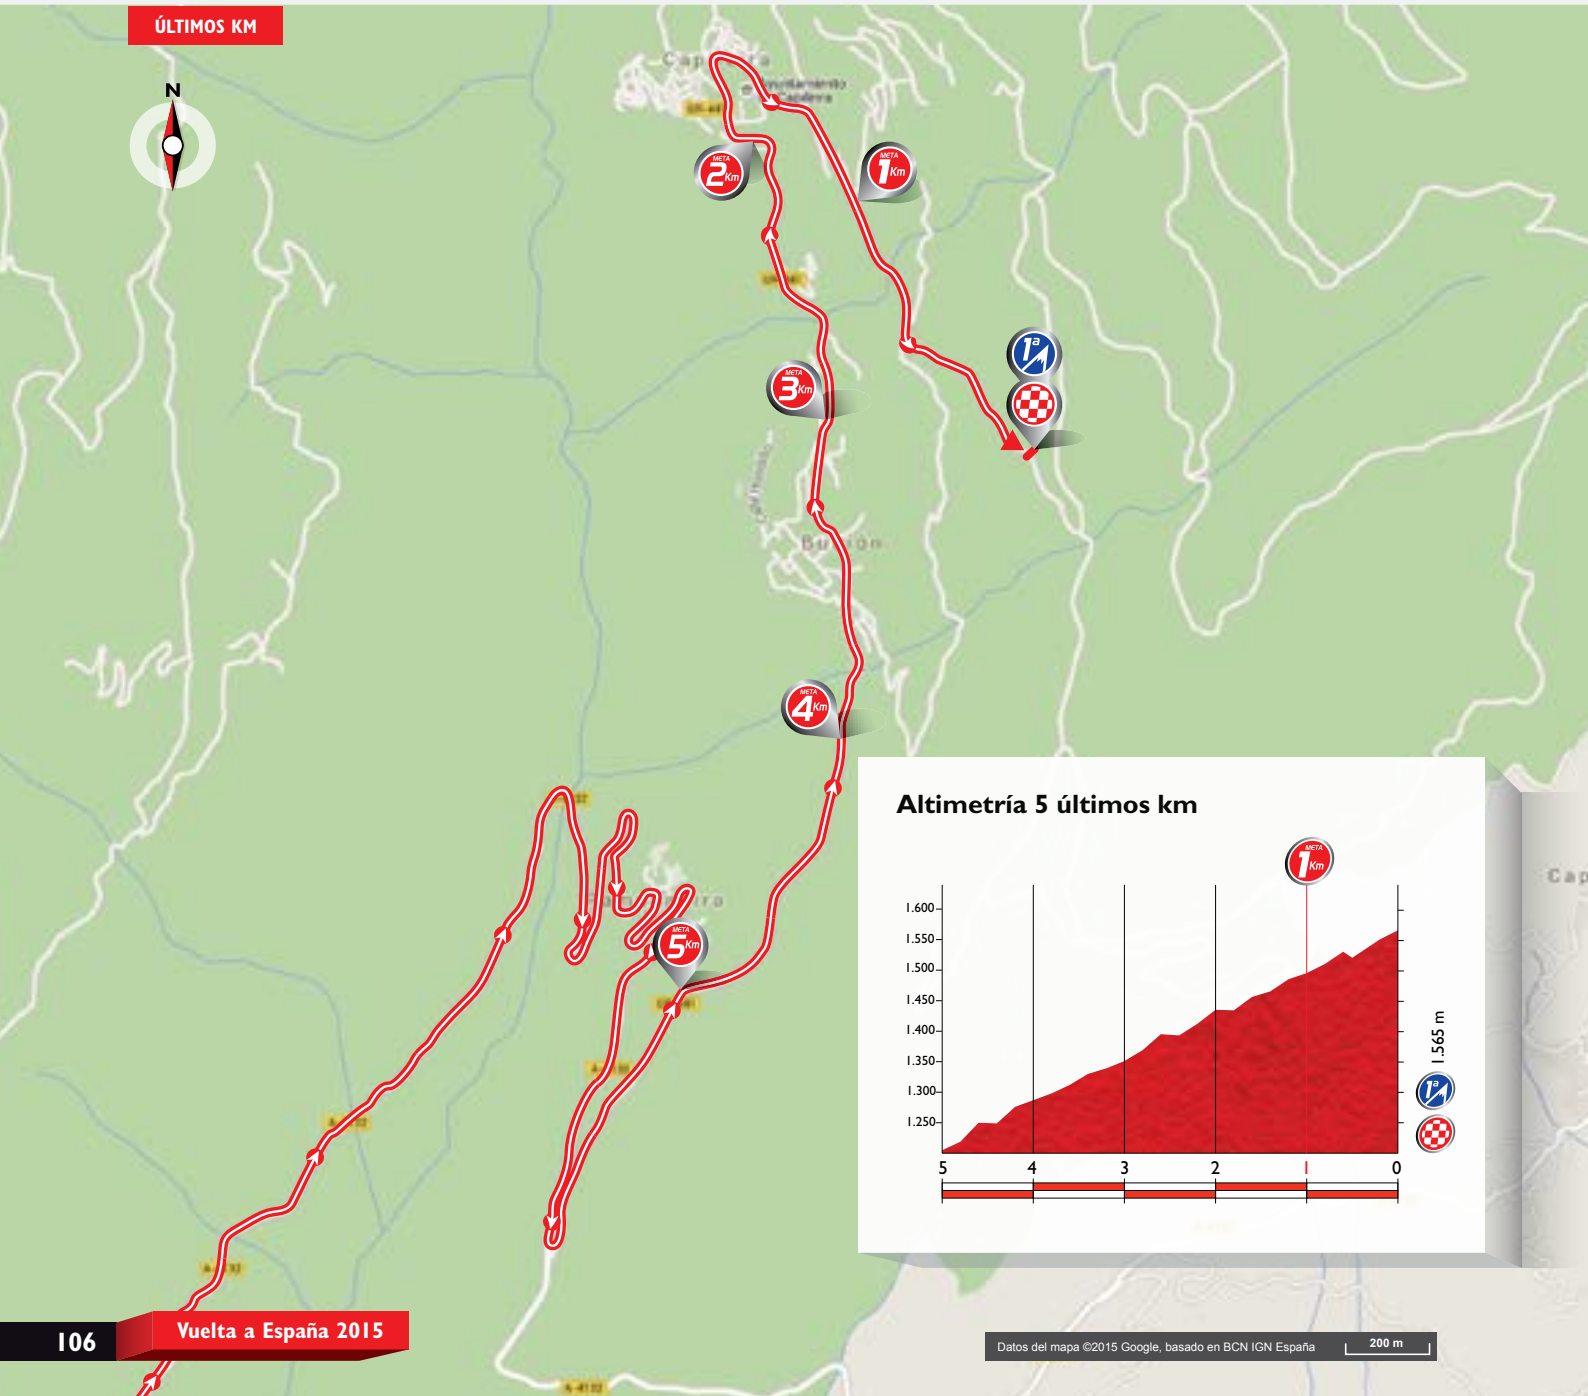 ÚLTIMOS KM
N
META
2Km
META
1Km
1ª
META
3Km
META
4Km
META
5Km
Altimetría 5 últimos km
META
1Km
1.600
1.550
1.500
1.450
1.400
1.350
1.300
1.250
1.565 m
1ª
5 4 3 2 1 0
106
Vuelta a España 2015
Datos del mapa ©2015 Google, basado en BCN IGN España
200 m
A-4132